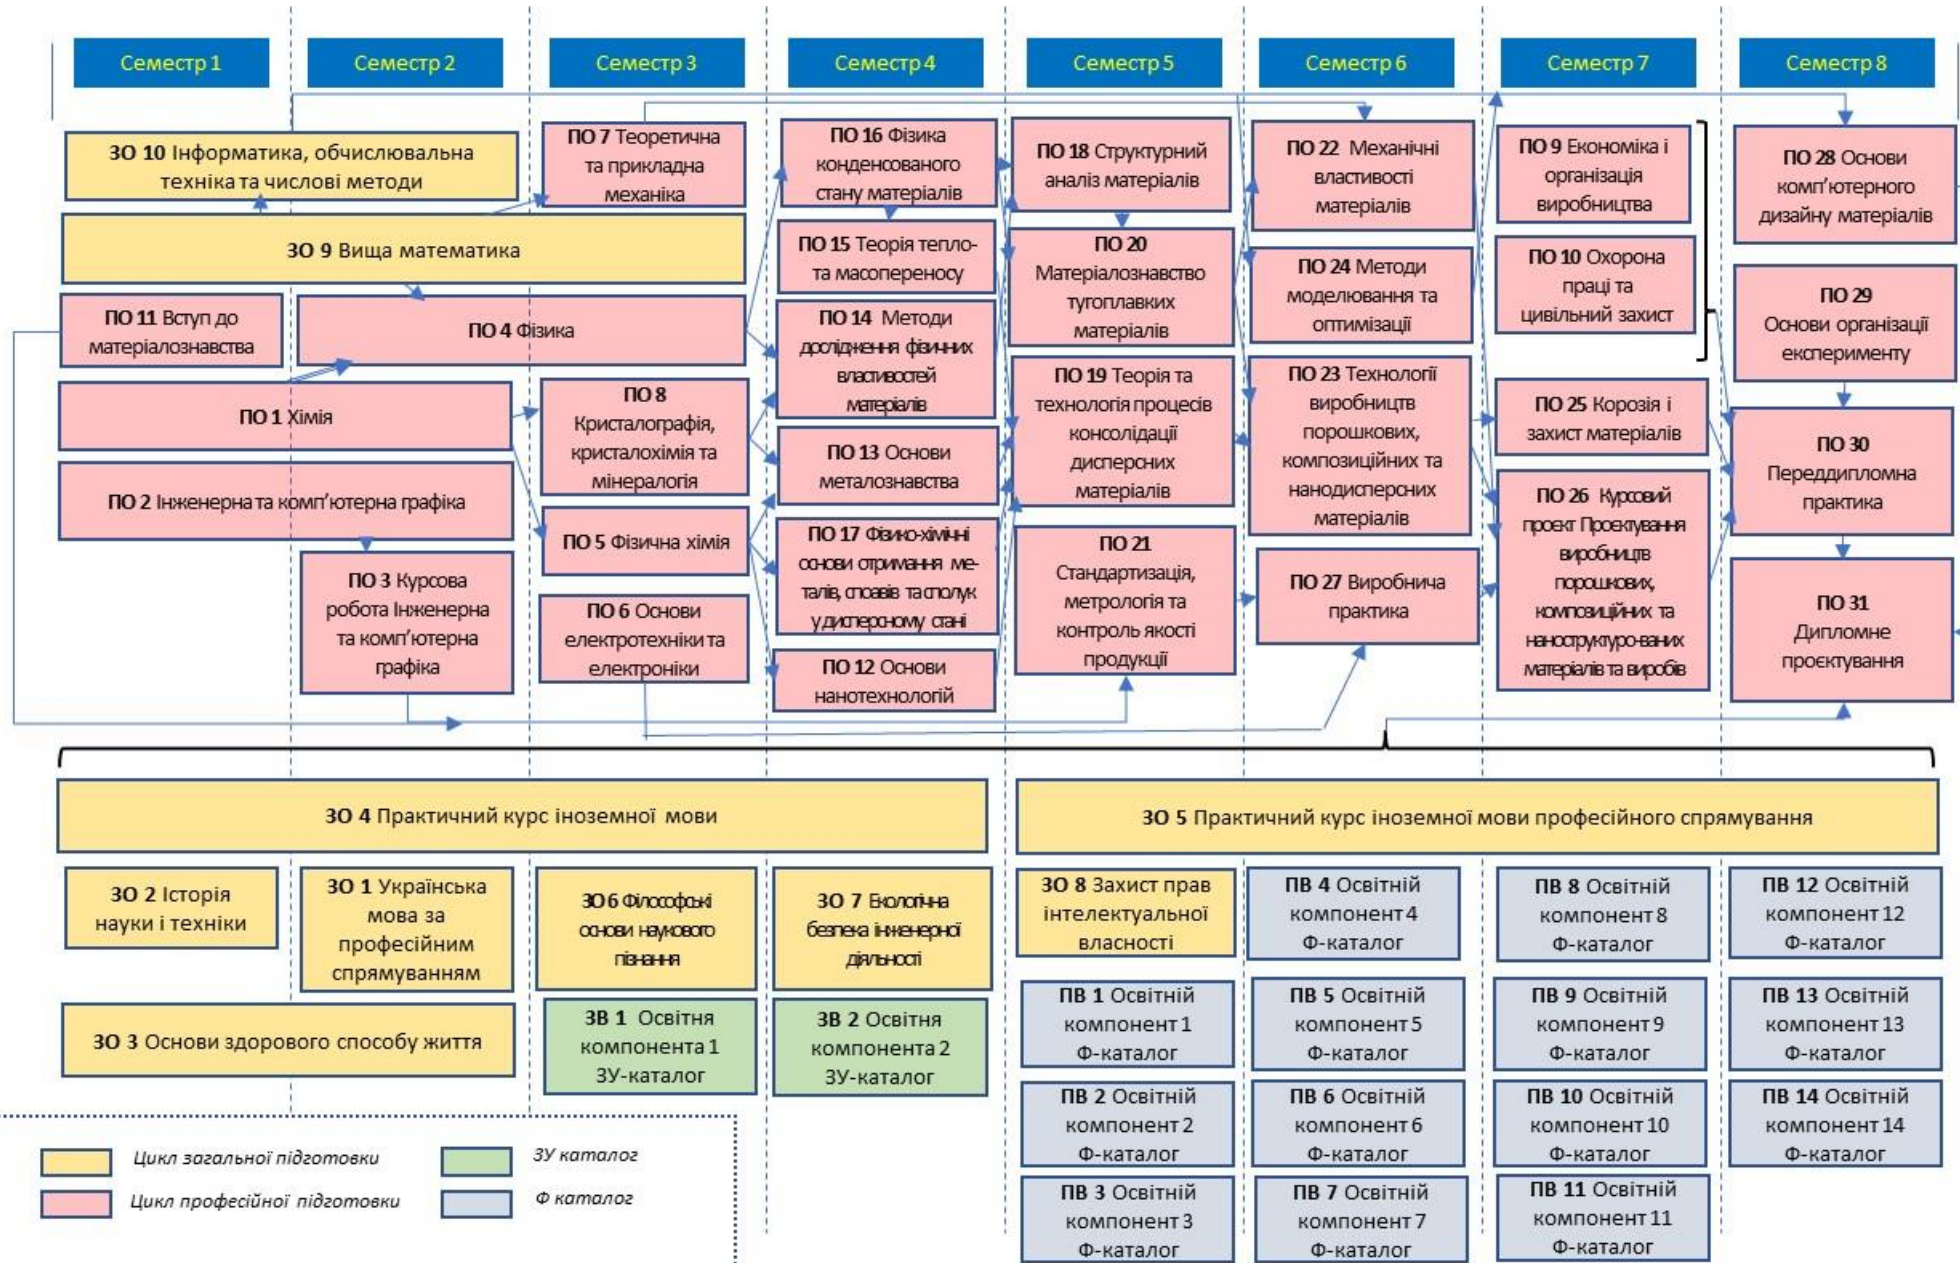 Семестр 1
Семестр 2
Семестр 3
Семестр 4
Семестр 5
Семестр 6
Семестр 7
Семестр 8
ЗО 10 Інформатика, обчислювальна
техніка та числові методи
ЗО 9 Вища математика
ПО 11 Вступ до
матеріалознавства
ПО 4 Фізика
ПО 1 Хімія
ПО 2 Інженерна та комп’ютерна графіка
ПО 3 Курсова
робота Інженерна
та комп’ютерна
графіка
ПО 7 Теоретична
та прикладна
механіка
ПО 8
Кристалографія,
кристалохімія та
мінералогія
ПО 5 Фізична хімія
ПО 6 Основи
електротехніки та
електроніки
ПО 16 Фізика
конденсованого
стану матеріалів
ПО 15 Теорія тепло-
та масопереносу
ПО 14 Методи
дослідження фізичних
властивостей
матеріалів
ПО 13 Основи
металознавства
ПО 17 Фізико-хімічні
основи отримання ме-
талів, споавів та сполук
у дисперсному стані
ПО 12 Основи
нанотехнологій
ПО 18 Структурний
аналіз матеріалів
ПО 20
Матеріалознавство
тугоплавких
матеріалів
ПО 19 Теорія та
технологія процесів
консолідації
дисперсних
матеріалів
ПО 21
Стандартизація,
метрологія та
контроль якості
продукції
ПО 22 Механічні
властивості
матеріалів
ПО 24 Методи
моделювання та
оптимізації
ПО 23 Технології
виробництв
порошкових,
композиційних та
нанодисперсних
матеріалів
ПО 27 Виробнича
практика
ПО 9 Економіка і
організація
виробництва
ПО 10 Охорона
праці та
цивільний захист
ПО 25 Корозія і
захист матеріалів
ПО 26 Курсовий
проєкт Проєктування
виробництв
порошкових,
композиційних та
наноструктуро-ваних
матеріалів та виробів
ПО 28 Основи
комп’ютерного
дизайну матеріалів
ПО 29
Основи організації
експерименту
ПО 30
Переддипломна
практика
ПО 31
Дипломне
проєктування
ЗО 4 Практичний курс іноземної мови
ЗО 5 Практичний курс іноземної мови професійного спрямування
ЗО 2 Історія
науки і техніки
ЗО 1 Українська
мова за
професійним
спрямуванням
ЗО 6 Філософські
основи наукового
пізнання
ЗО 7 Екологічна
безпека інженерної
діяльності
ЗО 8 Захист прав
інтелектуальної
власності
ПВ 4 Освітній
компонент 4
Ф-каталог
ПВ 8 Освітній
компонент 8
Ф-каталог
ПВ 12 Освітній
компонент 12
Ф-каталог
ЗО 3 Основи здорового способу життя
ЗВ 1 Освітня
компонента 1
ЗУ-каталог
ЗВ 2 Освітня
компонента 2
ЗУ-каталог
ПВ 1 Освітній
компонент 1
Ф-каталог
ПВ 5 Освітній
компонент 5
Ф-каталог
ПВ 9 Освітній
компонент 9
Ф-каталог
ПВ 13 Освітній
компонент 13
Ф-каталог
ПВ 2 Освітній
компонент 2
Ф-каталог
ПВ 6 Освітній
компонент 6
Ф-каталог
ПВ 10 Освітній
компонент 10
Ф-каталог
ПВ 14 Освітній
компонент 14
Ф-каталог
ПВ 3 Освітній
компонент 3
Ф-каталог
ПВ 7 Освітній
компонент 7
Ф-каталог
ПВ 11 Освітній
компонент 11
Ф-каталог
Цикл загальної підготовки
ЗУ каталог
Цикл професійної підготовки
Ф каталог